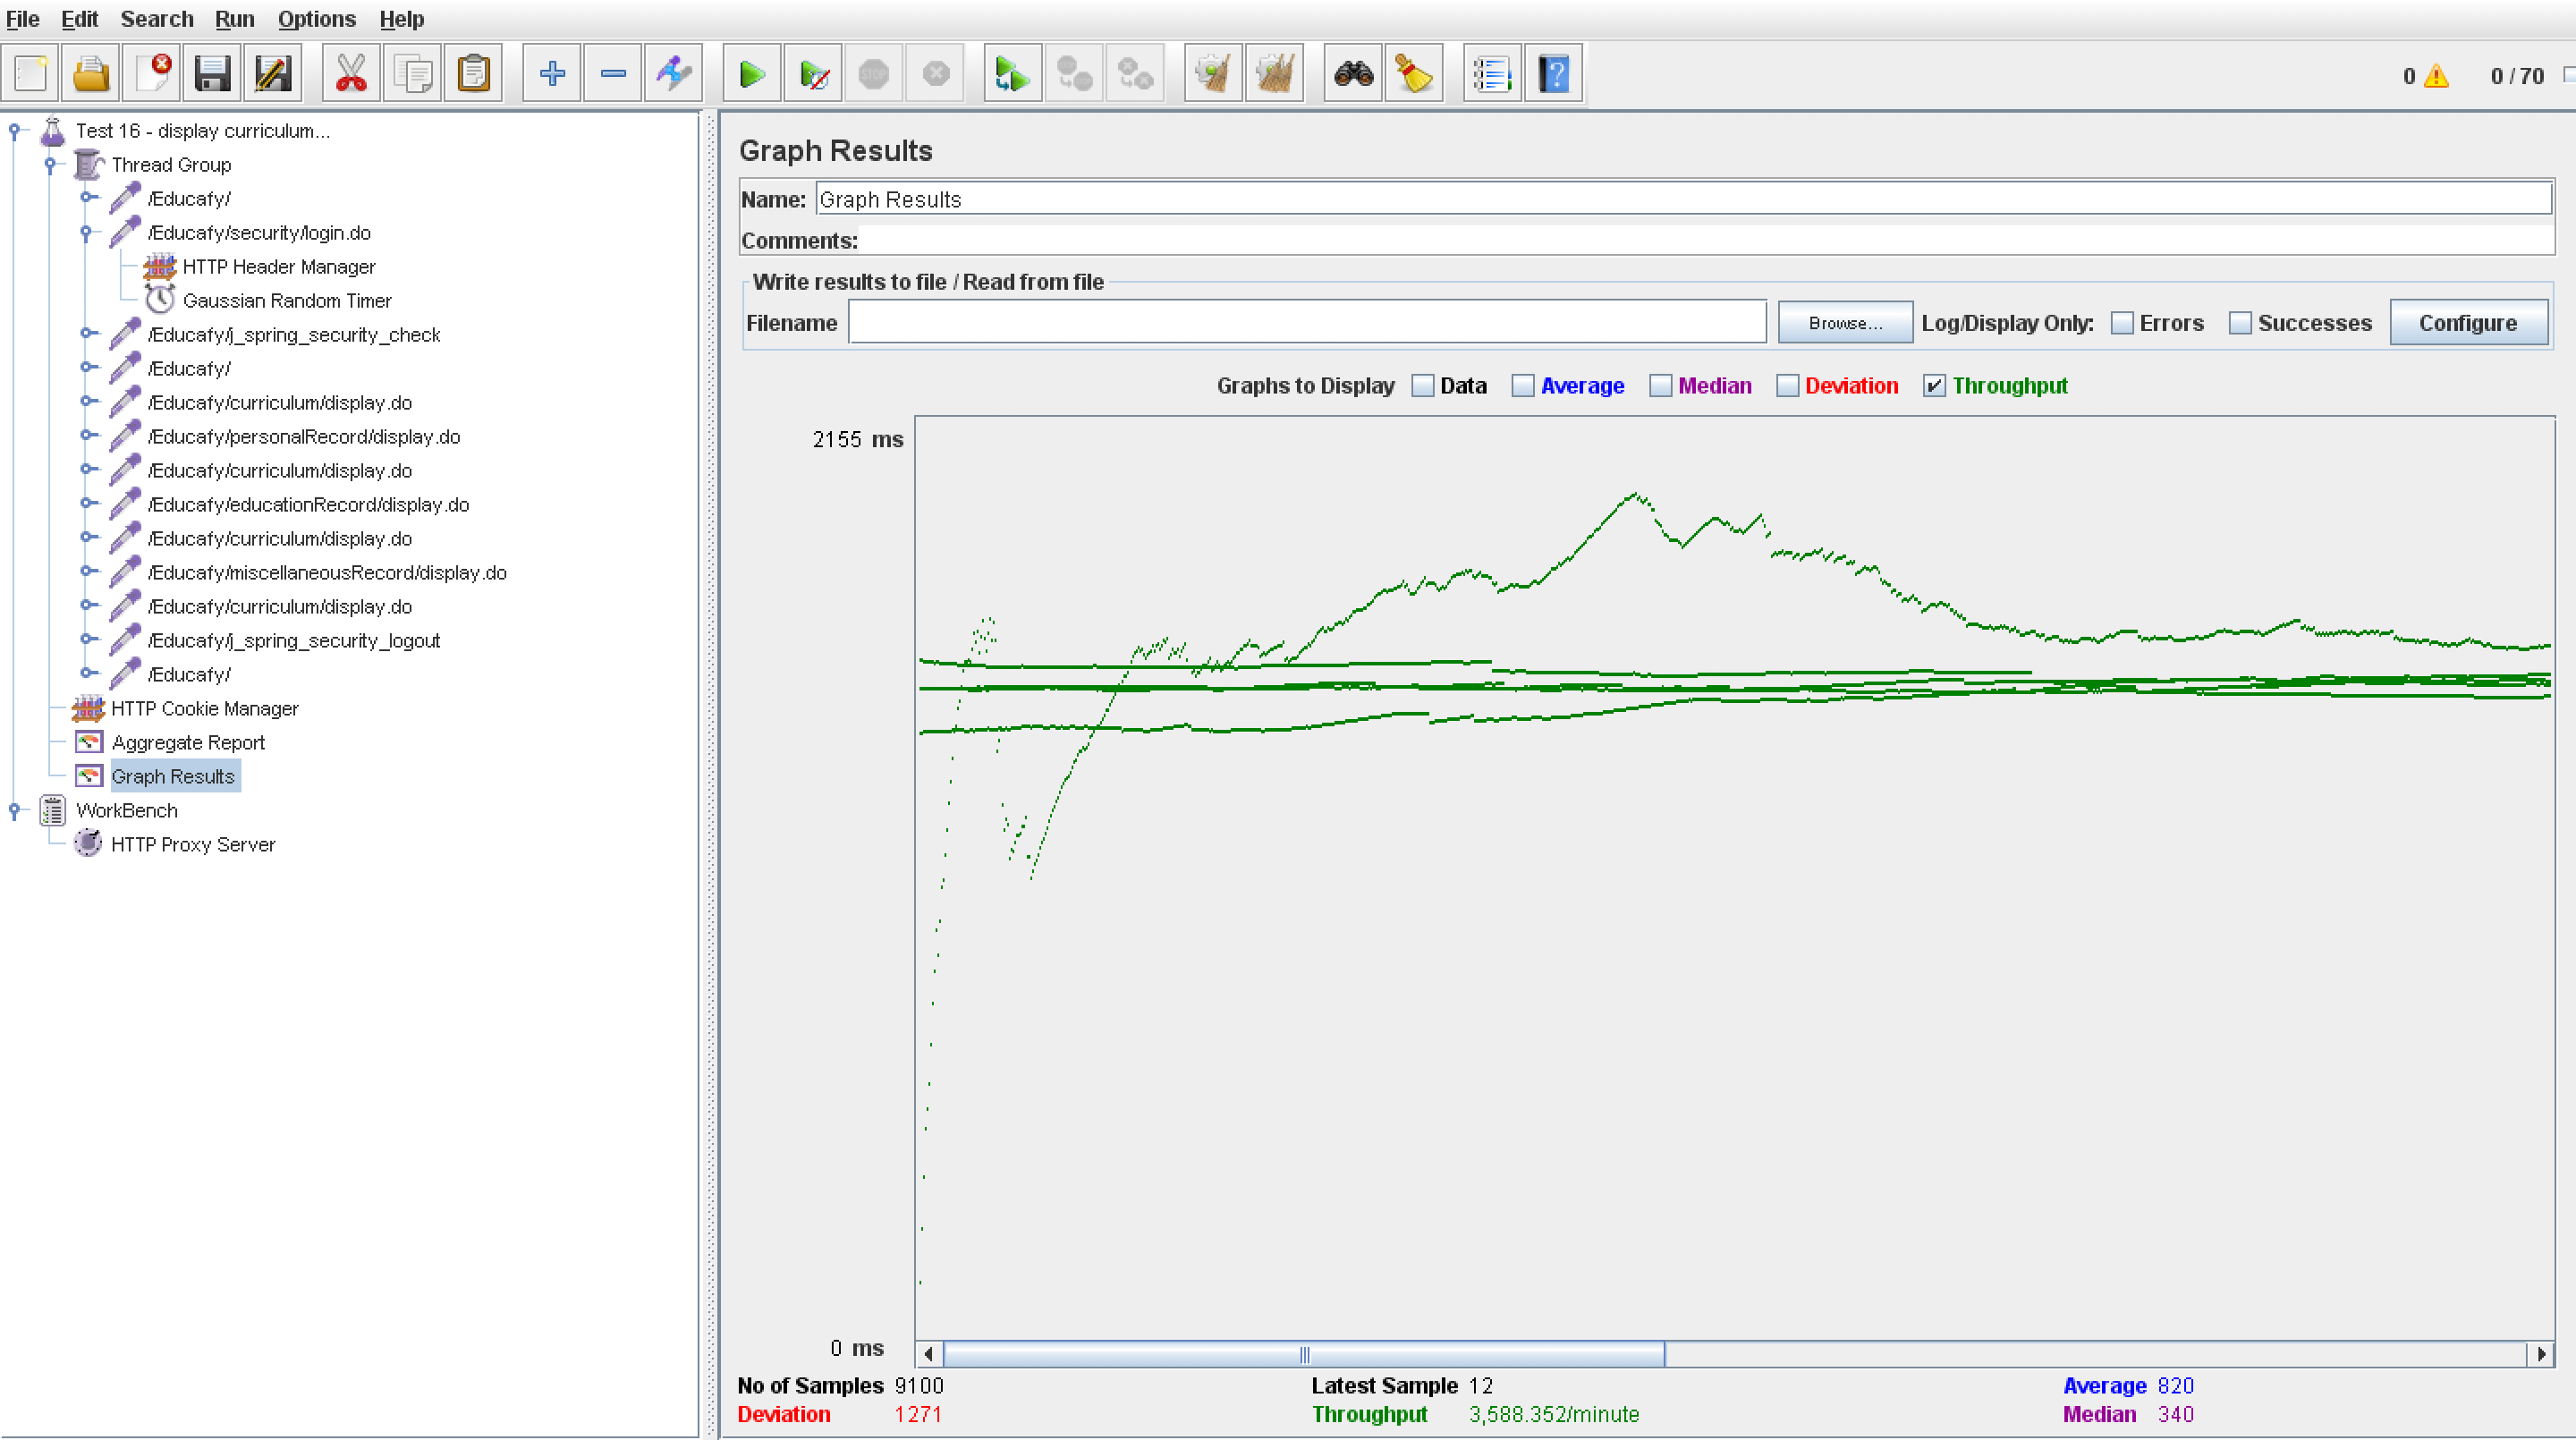 File Edit Search Run Options Help
STOP
0
0 / 70
Test 16 - display curriculum...
Thread Group
/Educafy/
/Educafy/security/login.do
HTTP Header Manager
Gaussian Random Timer
/Educafy/j_spring_security_check
/Educafy/
/Educafy/curriculum/display.do
/Educafy/personalRecord/display.do
/Educafy/curriculum/display.do
/Educafy/educationRecord/display.do
/Educafy/curriculum/display.do
/Educafy/miscellaneousRecord/display.do
/Educafy/curriculum/display.do
/Educafy/j_spring_security_logout
/Educafy/
HTTP Cookie Manager
Aggregate Report
Graph Results
WorkBench
HTTP Proxy Server
Graph Results
Name: Graph Results
Comments:
Write results to file / Read from file
Filename Browse... Log/Display Only: Errors Successes Configure
Graphs to Display Data Average Median Deviation Throughput
2155 ms
0 ms
No of Samples 9100 Latest Sample 12 Average 820
Deviation 1271 Throughput 3,588.352/minute Median 340